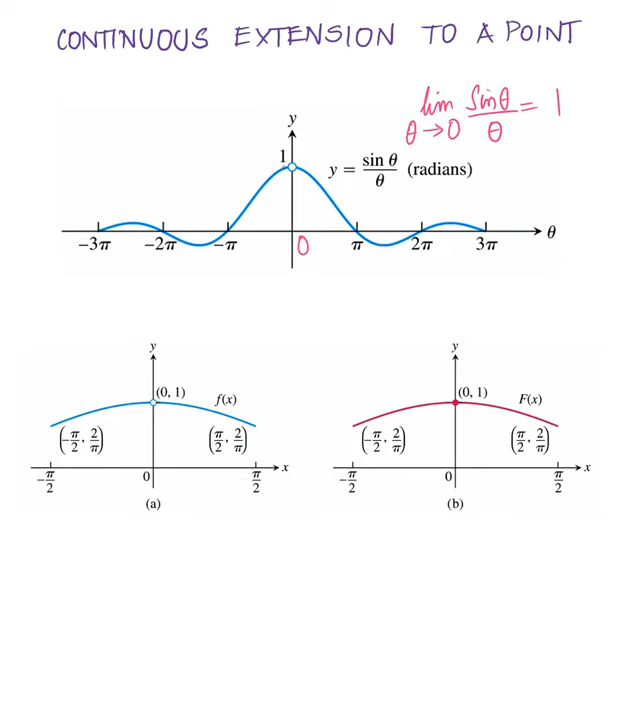 CONTINUOUS EXTENSION TO A POINT
lim sinθ/θ = 1
θ→0
y
1
y = sin θ/θ (radians)
−3π −2π −π 0 π 2π 3π θ
y
(0, 1) f(x)
(−π/2, 2/π) (π/2, 2/π)
−π/2 0 π/2 x
(a)
y
(0, 1) F(x)
(−π/2, 2/π) (π/2, 2/π)
−π/2 0 π/2 x
(b)